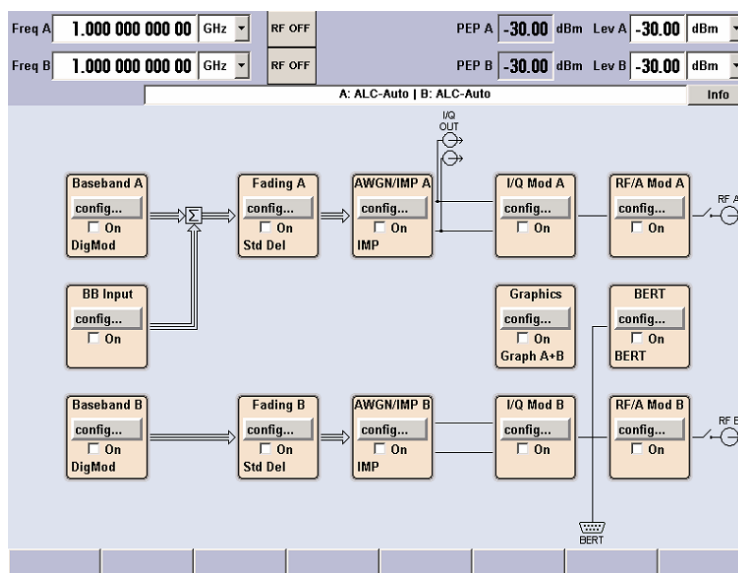 Freq A 1.000 000 000 00 GHz RF OFF PEP A -30.00 dBm Lev A -30.00 dBm
Freq B 1.000 000 000 00 GHz RF OFF PEP B -30.00 dBm Lev B -30.00 dBm
A: ALC-Auto | B: ALC-Auto Info
I/Q
OUT
Baseband A Fading A AWGN/IMP A I/Q Mod A RF/A Mod A
config... config... config... config... config... RF A
Σ
On On On On On
DigMod Std Del IMP
BB Input Graphics BERT
config... config... config...
On On On
Graph A+B BERT
Baseband B Fading B AWGN/IMP B I/Q Mod B RF/A Mod B
config... config... config... config... config... RF B
On On On On On
DigMod Std Del IMP
BERT